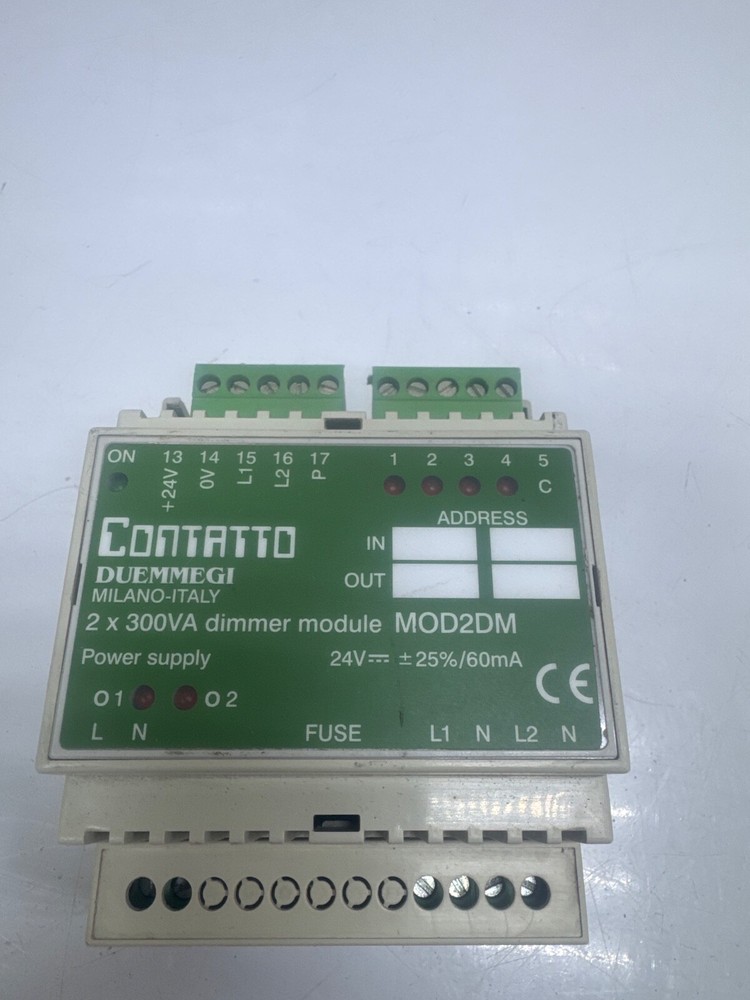 ON 13 14 15 16 17 1 2 3 4 5
+24V 0V L1 L2 P C
ADDRESS
CONTATTO IN
DUEMMEGI OUT
MILANO-ITALY
2 x 300VA dimmer module MOD2DM
Power supply 24V⎓ ±25%/60mA
CE
O1 O2
L N FUSE L1 N L2 N